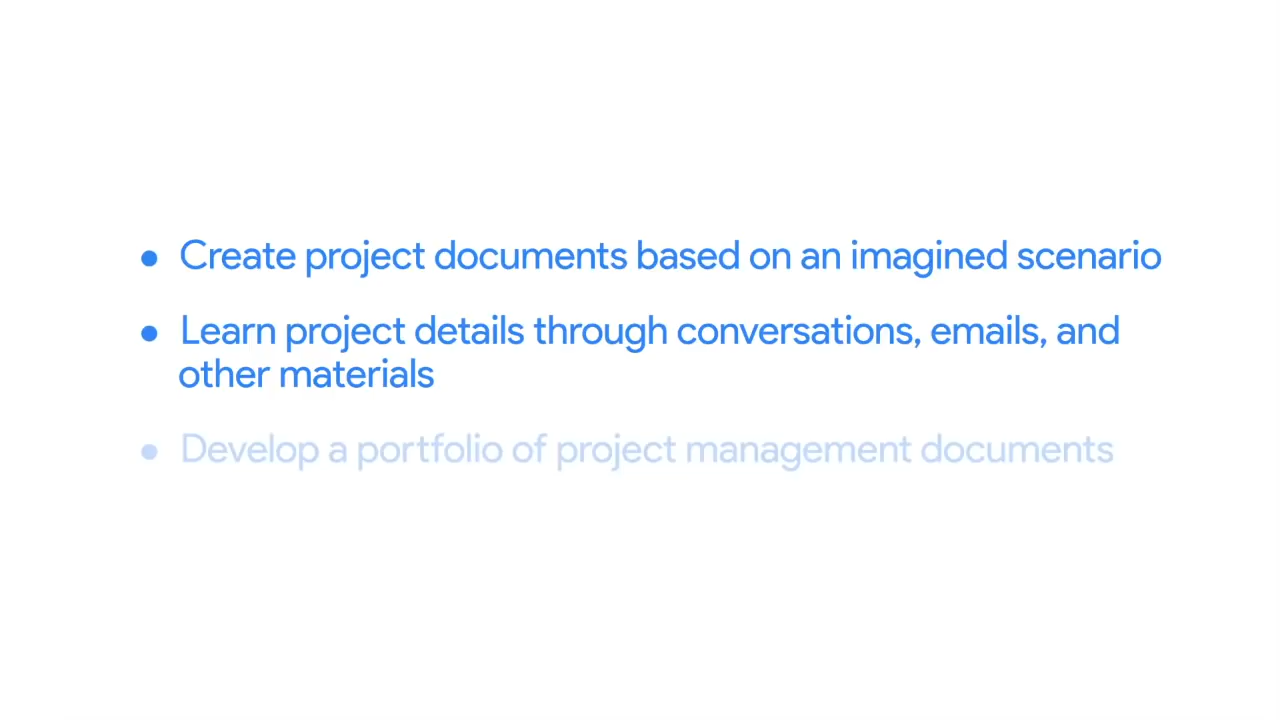 • Create project documents based on an imagined scenario
• Learn project details through conversations, emails, and
other materials
• Develop a portfolio of project management documents